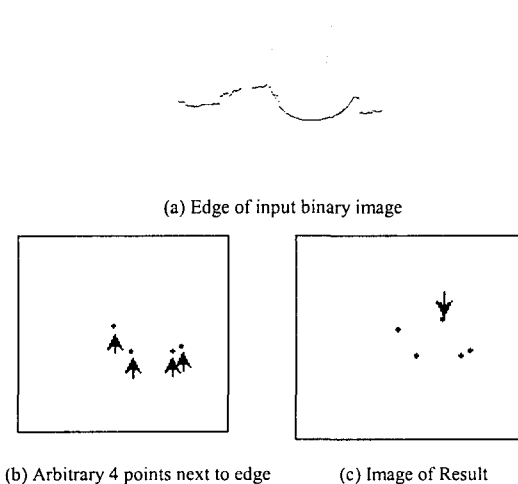 (a) Edge of input binary image
(b) Arbitrary 4 points next to edge
(c) Image of Result